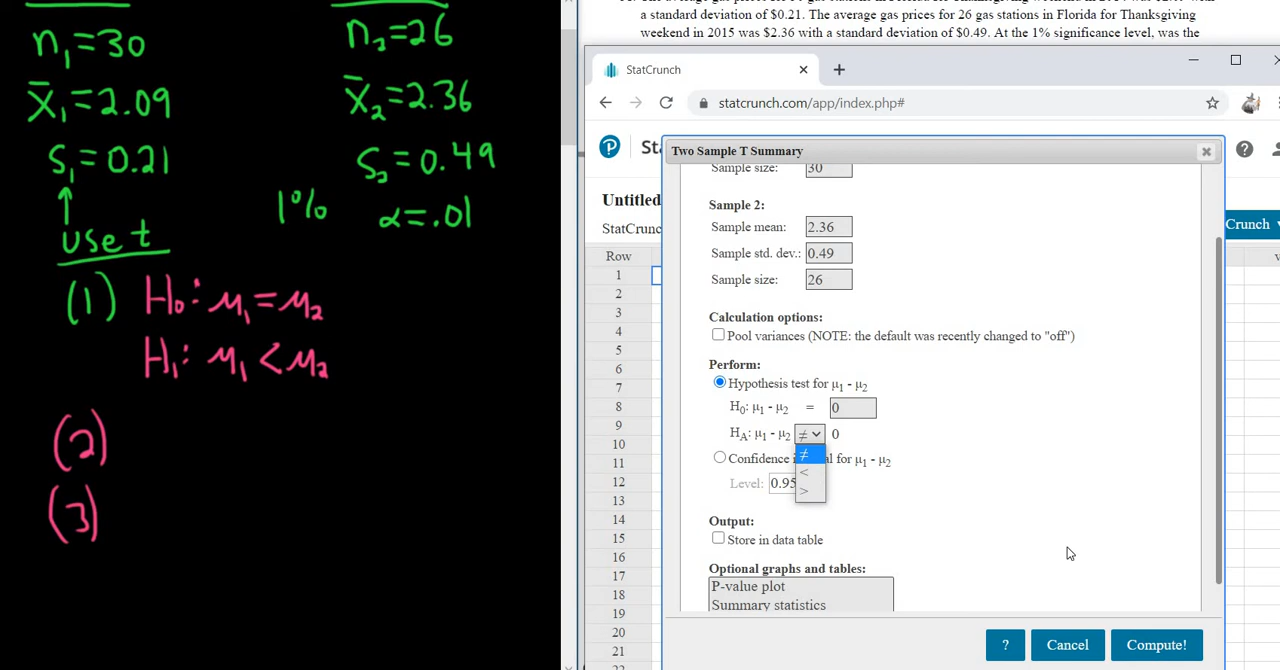 n₁=30
n₂=26
x̄₁=2.09
x̄₂=2.36
s₁=0.21
s₂=0.49
1%
α=.01
use t
(1) H₀: μ₁=μ₂
H₁: μ₁<μ₂
(2)
(3)
a standard deviation of $0.21. The average gas prices for 26 gas stations in Florida for Thanksgiving
weekend in 2015 was $2.36 with a standard deviation of $0.49. At the 1% significance level, was the
StatCrunch
statcrunch.com/app/index.php#
Two Sample T Summary
Sample size: 30
Sample 2:
Sample mean: 2.36
Sample std. dev.: 0.49
Sample size: 26
Calculation options:
Pool variances (NOTE: the default was recently changed to "off")
Perform:
Hypothesis test for μ₁ - μ₂
H₀: μ₁ - μ₂ = 0
Hᴀ: μ₁ - μ₂ ≠ 0
≠
<
>
Confidence for μ₁ - μ₂
Level: 0.95
Output:
Store in data table
Optional graphs and tables:
P-value plot
Summary statistics
? Cancel Compute!
St
Untitled
StatCrunch
Crunch
Row
1
2
3
4
5
6
7
8
9
10
11
12
13
14
15
16
17
18
19
20
21